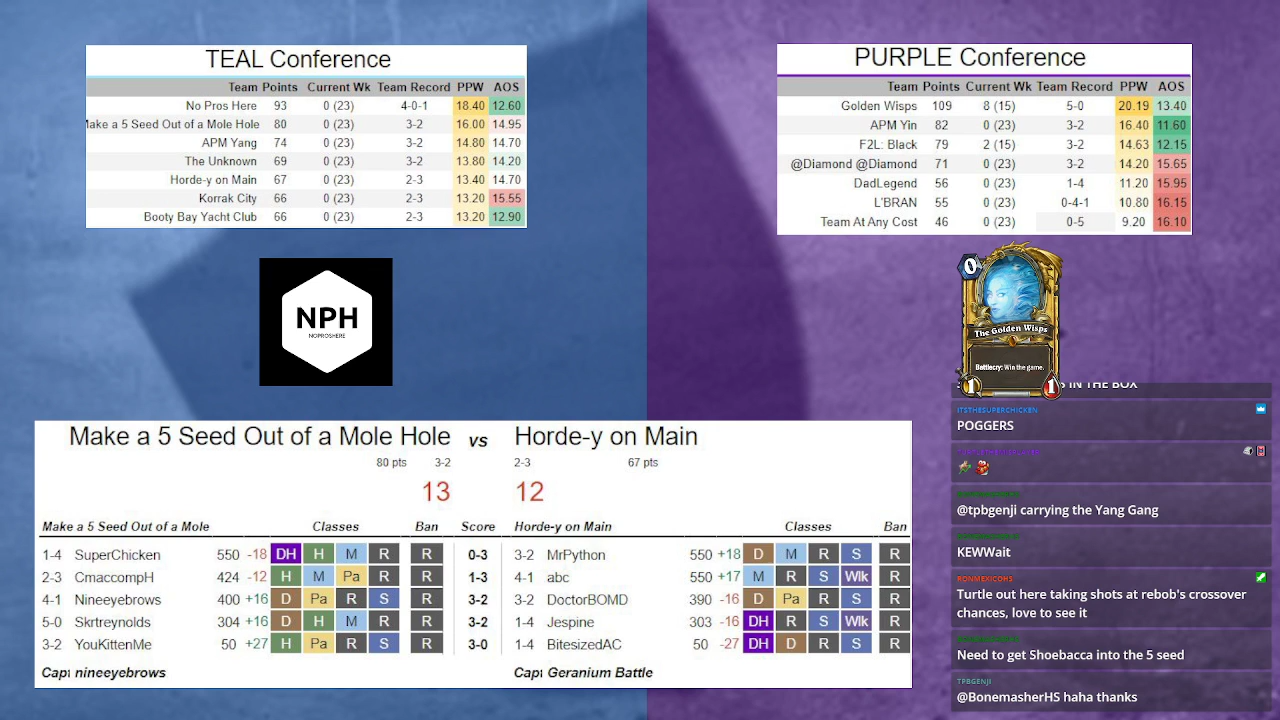 TEAL Conference
Team Points Current Wk Team Record PPW AOS
No Pros Here 93 0 (23) 4-0-1 18.40 12.60
Make a 5 Seed Out of a Mole Hole 80 0 (23) 3-2 16.00 14.95
APM Yang 74 0 (23) 3-2 14.80 14.70
The Unknown 69 0 (23) 3-2 13.80 14.20
Horde-y on Main 67 0 (23) 2-3 13.40 14.70
Korrak City 66 0 (23) 2-3 13.20 15.55
Booty Bay Yacht Club 66 0 (23) 2-3 13.20 12.90
PURPLE Conference
Team Points Current Wk Team Record PPW AOS
Golden Wisps 109 8 (15) 5-0 20.19 13.40
APM Yin 82 0 (23) 3-2 16.40 11.60
F2L: Black 79 2 (15) 3-2 14.63 12.15
@Diamond @Diamond 71 0 (23) 3-2 14.20 15.65
DadLegend 56 0 (23) 1-4 11.20 15.95
L'BRAN 55 0 (23) 0-4-1 10.80 16.15
Team At Any Cost 46 0 (23) 0-5 9.20 16.10
NPH
NOPROSHERE
0
The Golden Wisps
Battlecry: Win the game.
1 1
Make a 5 Seed Out of a Mole Hole vs Horde-y on Main
80 pts 3-2 2-3 67 pts
13 12
Make a 5 Seed Out of a Mole Classes Ban Score Horde-y on Main Classes Ban
1-4 SuperChicken 550 -18 DH H M R R 0-3 3-2 MrPython 550 +18 D M R S R
2-3 CmaccompH 424 -12 H M Pa R R 1-3 4-1 abc 550 +17 M R S Wlk R
4-1 Nineeyebrows 400 +16 D Pa R S R 3-2 3-2 DoctorBOMD 390 -16 D Pa R S R
5-0 Skrtreynolds 304 +16 D H M R R 3-2 1-4 Jespine 303 -16 DH R S Wlk R
3-2 YouKittenMe 50 +27 H Pa R S R 3-0 1-4 BitesizedAC 50 -27 DH D R S R
Capt nineeyebrows Capt Geranium Battle
IN THE BOX
ITSTHESUPERCHICKEN
POGGERS
@tpbgenji carrying the Yang Gang
KEWWait
RONMEXICOHS
Turtle out here taking shots at rebob's crossover
chances, love to see it
Need to get Shoebacca into the 5 seed
TPBGENJI
@BonemasherHS haha thanks